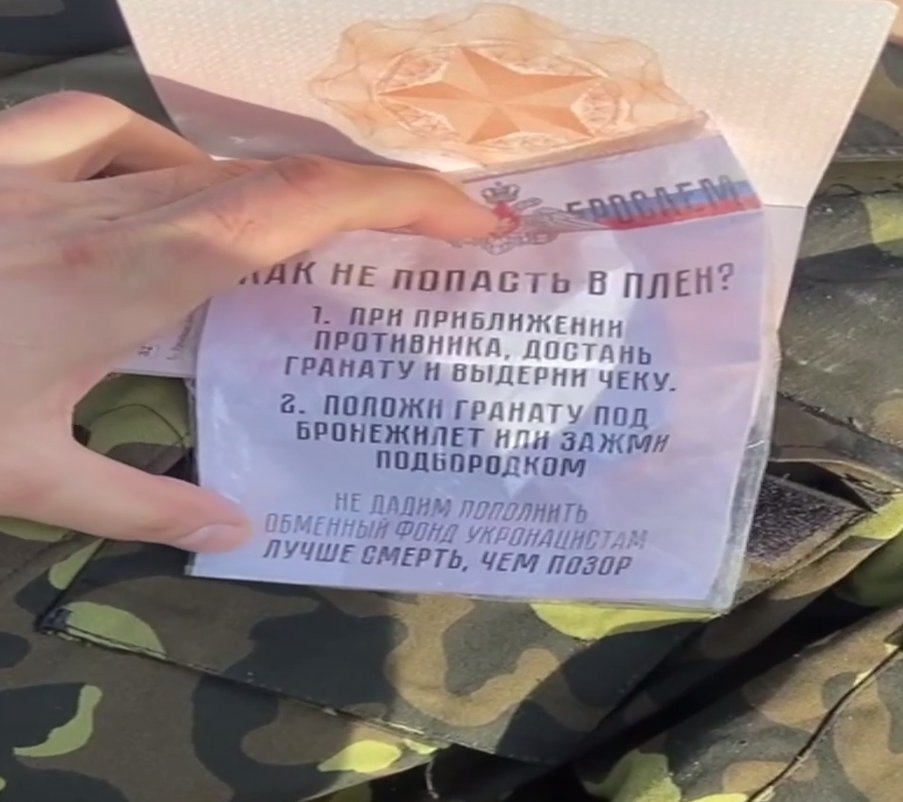 КАК НЕ ПОПАСТЬ В ПЛЕН?
1. ПРИ ПРИБЛИЖЕНИИ
ПРОТИВНИКА, ДОСТАНЬ
ГРАНАТУ И ВЫДЕРНИ ЧЕКУ.
2. ПОЛОЖИ ГРАНАТУ ПОД
БРОНЕЖИЛЕТ ИЛИ ЗАЖМИ
ПОДБОРОДКОМ
НЕ ДАДИМ ПОПОЛНИТЬ
ОБМЕННЫЙ ФОНД УКРОНАЦИСТАМ
ЛУЧШЕ СМЕРТЬ, ЧЕМ ПОЗОР